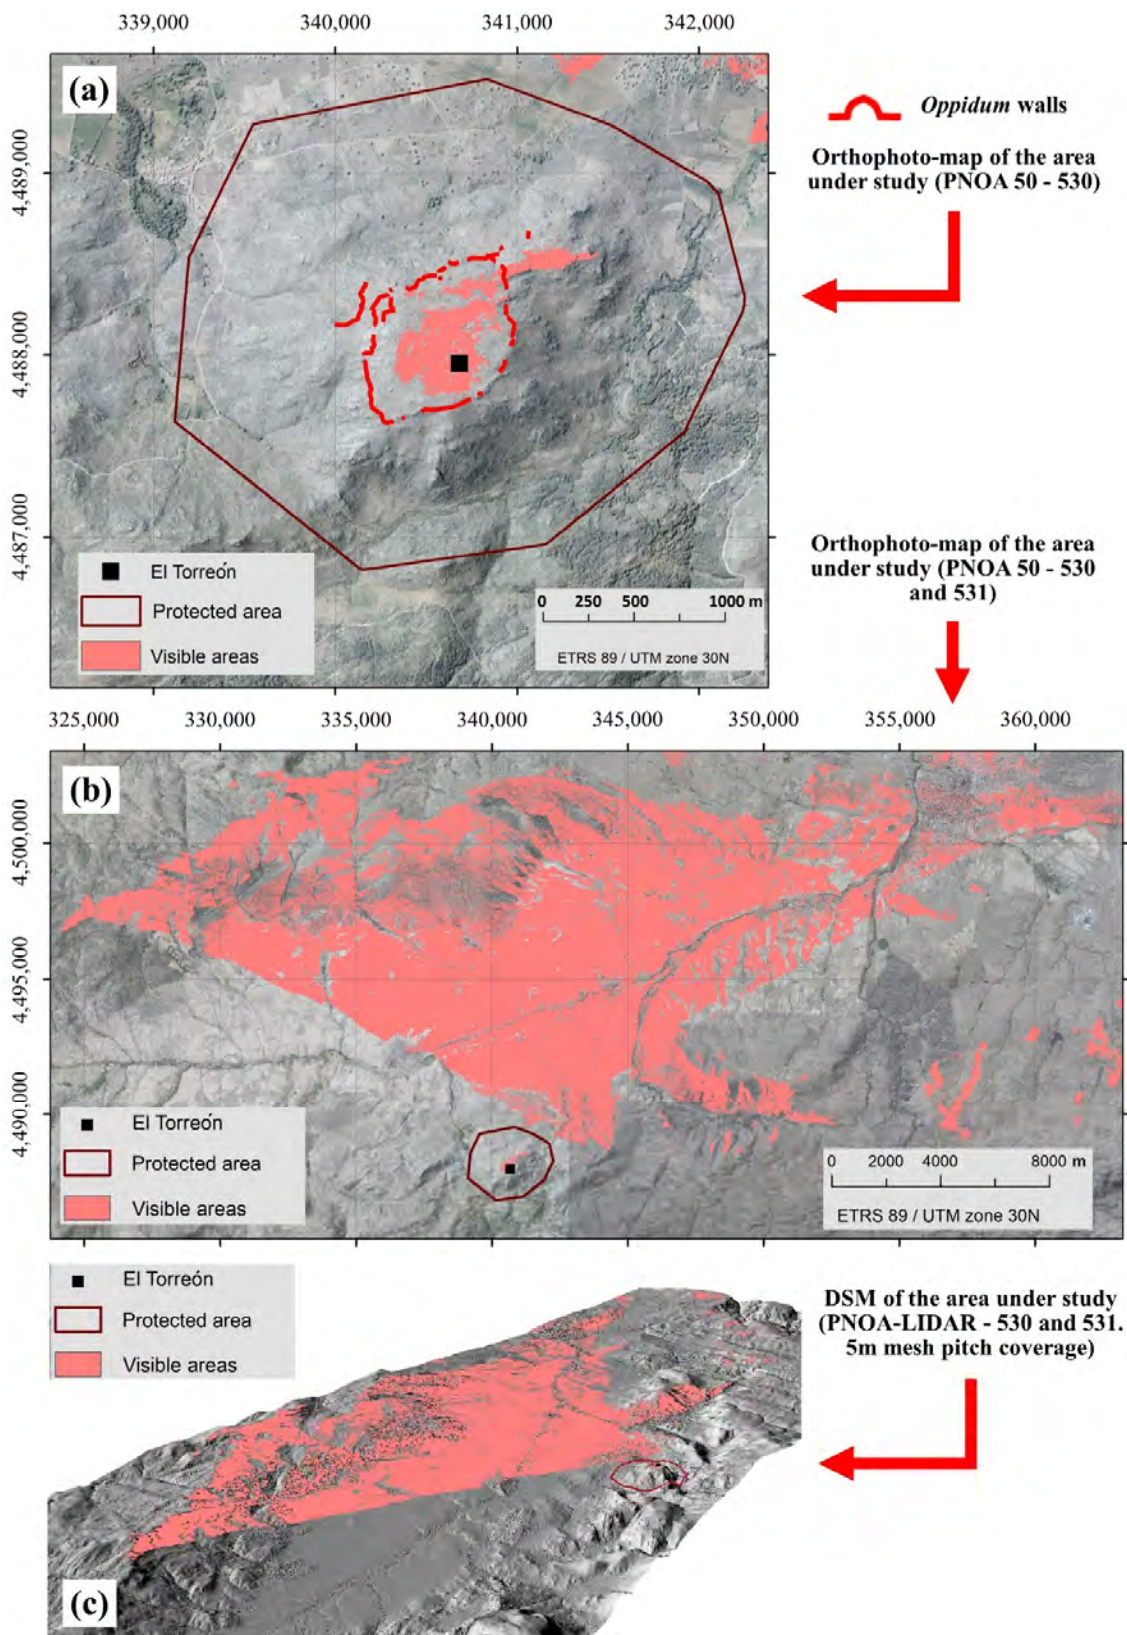 339,000 340,000 341,000 342,000
(a)
4,489,000
4,488,000
4,487,000
El Torreón
Protected area
Visible areas
0 250 500 1000 m
ETRS 89 / UTM zone 30N
Oppidum walls
Orthophoto-map of the area
under study (PNOA 50 - 530)
Orthophoto-map of the area
under study (PNOA 50 - 530
and 531)
325,000 330,000 335,000 340,000 345,000 350,000 355,000 360,000
(b)
4,500,000
4,495,000
4,490,000
El Torreón
Protected area
Visible areas
0 2000 4000 8000 m
ETRS 89 / UTM zone 30N
El Torreón
Protected area
Visible areas
(c)
DSM of the area under study
(PNOA-LIDAR - 530 and 531.
5m mesh pitch coverage)